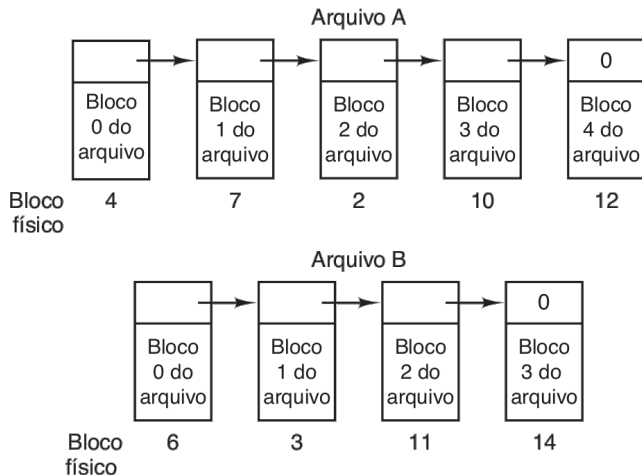 Arquivo A
0
Bloco Bloco Bloco Bloco Bloco
0 do 1 do 2 do 3 do 4 do
arquivo arquivo arquivo arquivo arquivo
Bloco 4 7 2 10 12
físico
Arquivo B
0
Bloco Bloco Bloco Bloco
0 do 1 do 2 do 3 do
arquivo arquivo arquivo arquivo
Bloco 6 3 11 14
físico